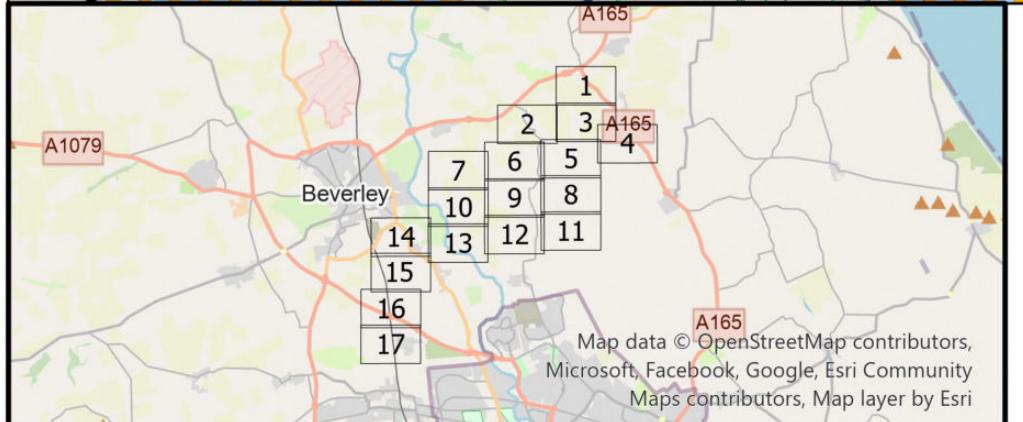 A165
1
2
3
A165
4
A1079
7
6
5
Beverley
10
9
8
14
13
12
11
15
16
17
A165
Map data © OpenStreetMap contributors,
Microsoft, Facebook, Google, Esri Community
Maps contributors, Map layer by Esri